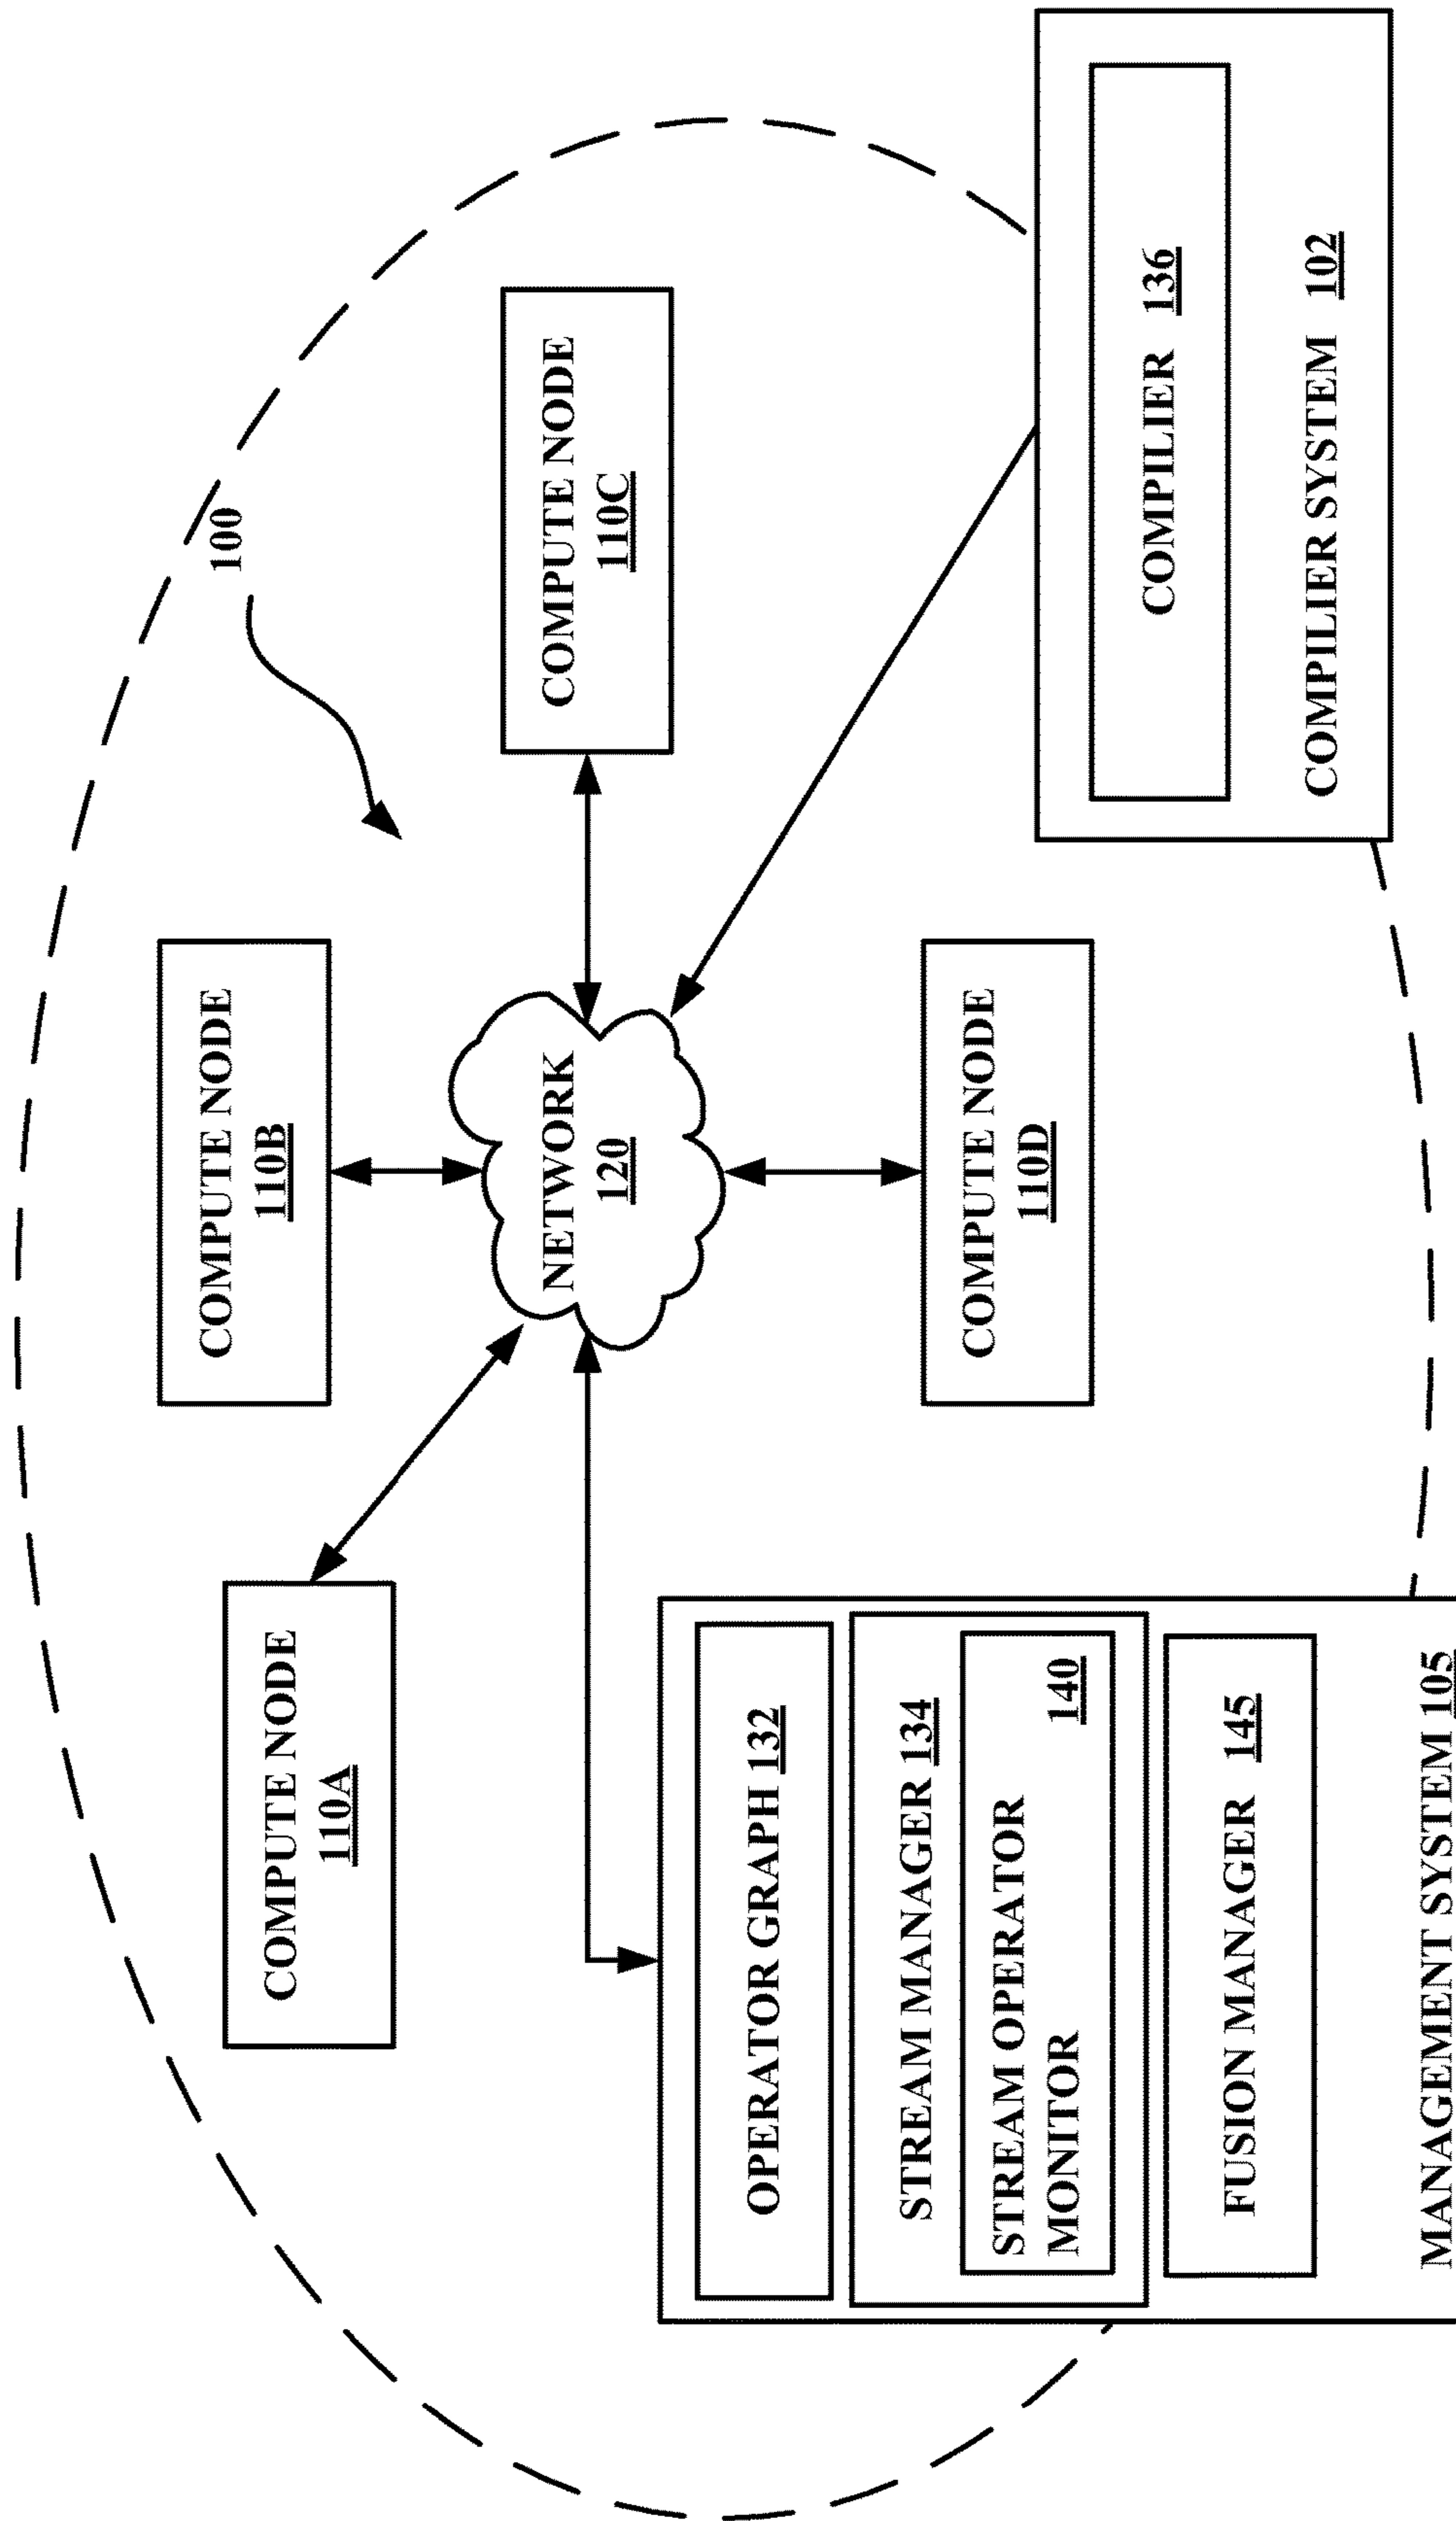 100
COMPUTE NODE
110A
COMPUTE NODE
110B
COMPUTE NODE
110C
NETWORK
120
COMPUTE NODE
110D
OPERATOR GRAPH 132
STREAM MANAGER 134
STREAM OPERATOR
MONITOR 140
FUSION MANAGER 145
MANAGEMENT SYSTEM 105
COMPILIER 136
COMPILIER SYSTEM 102